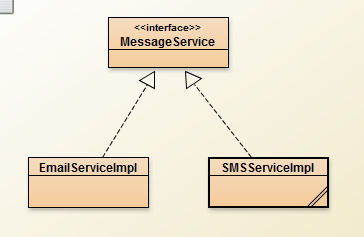 <<interface>>
MessageService
EmailServiceImpl
SMSServiceImpl